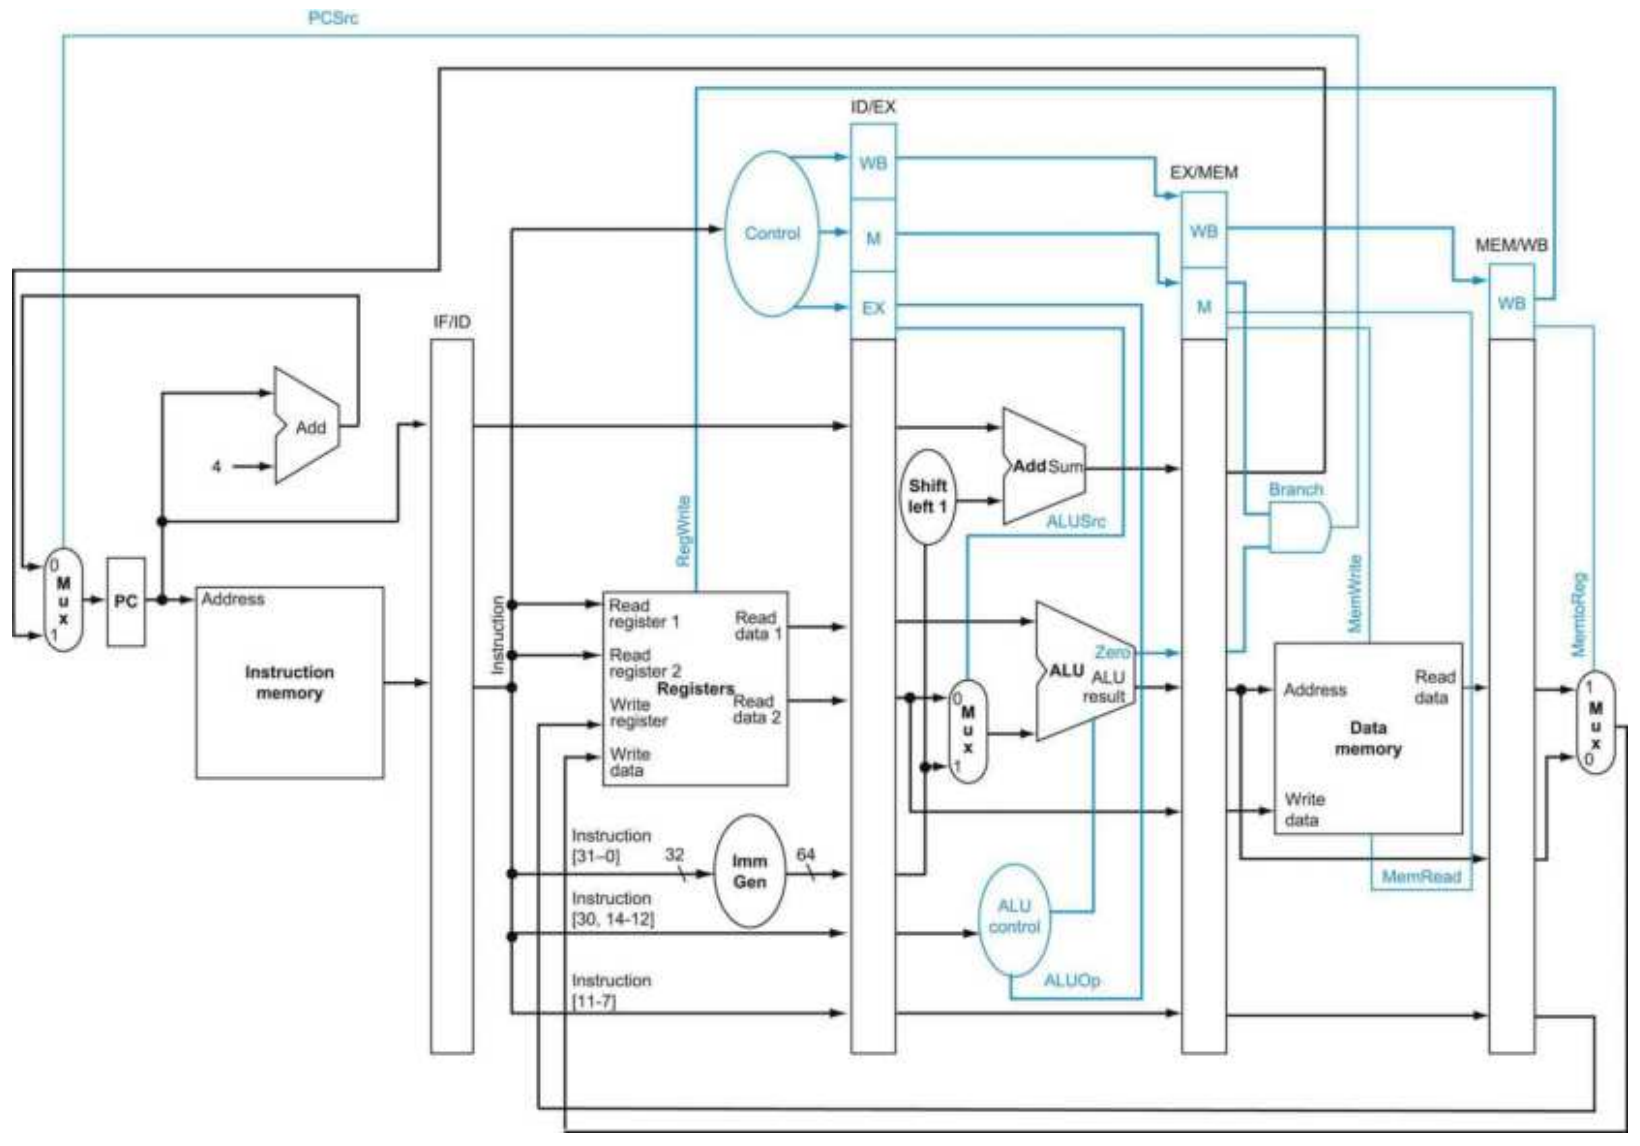 PCSrc
ID/EX
WB
EX/MEM
Control
M
WB
MEM/WB
EX
M
WB
IF/ID
Add
4
Shift
left 1
Add Sum
Branch
ALUSrc
RegWrite
MemWrite
MemtoReg
0
M
u
x
1
PC
Address
Instruction
memory
Instruction
Read
register 1
Read
data 1
Read
register 2
Registers
Write
register
Read
data 2
Write
data
0
M
u
x
1
Zero
ALU
ALU
result
Address
Read
data
Data
memory
Write
data
1
M
u
x
0
MemRead
Instruction
[31–0]
32
Imm
Gen
64
Instruction
[30, 14-12]
ALU
control
ALUOp
Instruction
[11-7]